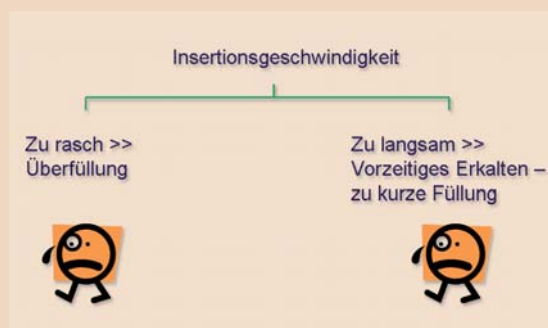 Insertionsgeschwindigkeit
Zu rasch >>
Überfüllung
Zu langsam >>
Vorzeitiges Erkalten –
zu kurze Füllung